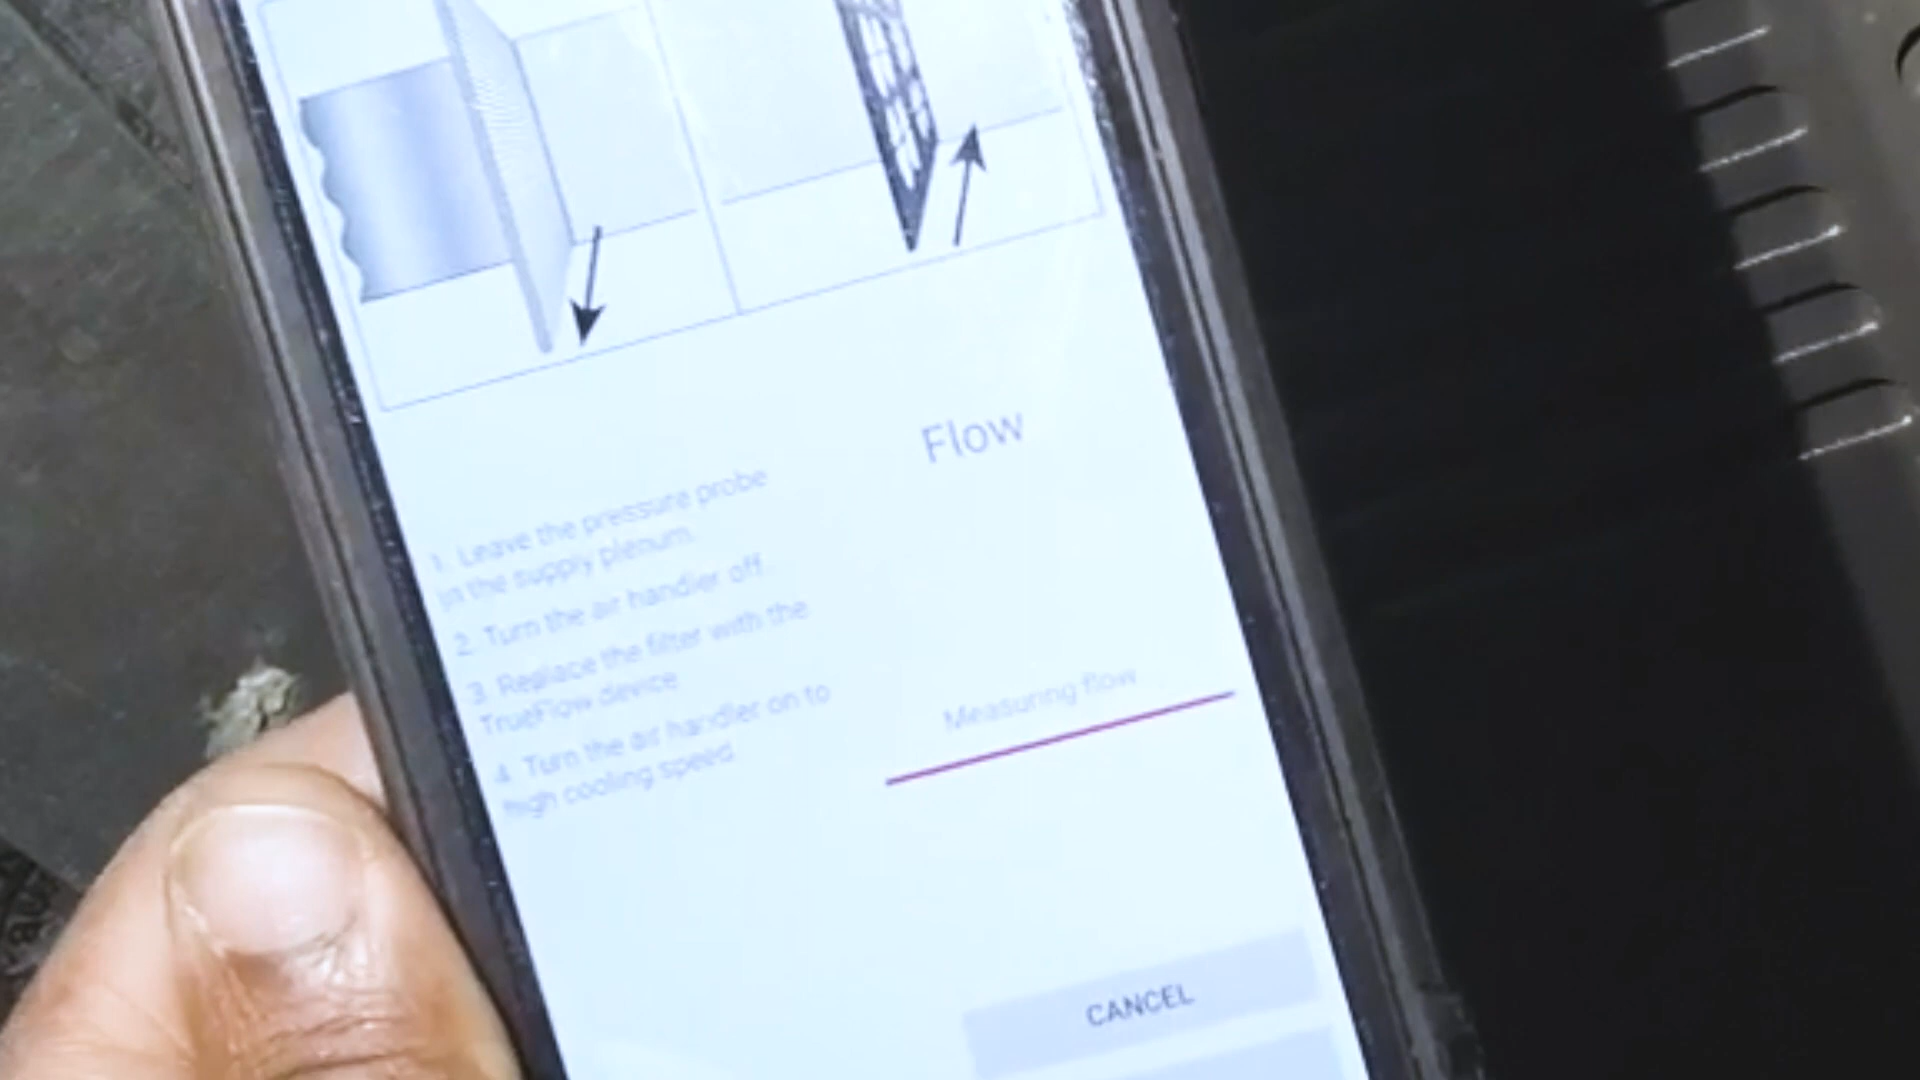 Flow
1. Leave the pressure probe
in the supply plenum.
2. Turn the air handler off
3. Replace the filter with the
TrueFlow device
4. Turn the air handler on to
high cooling speed
Measuring flow
CANCEL